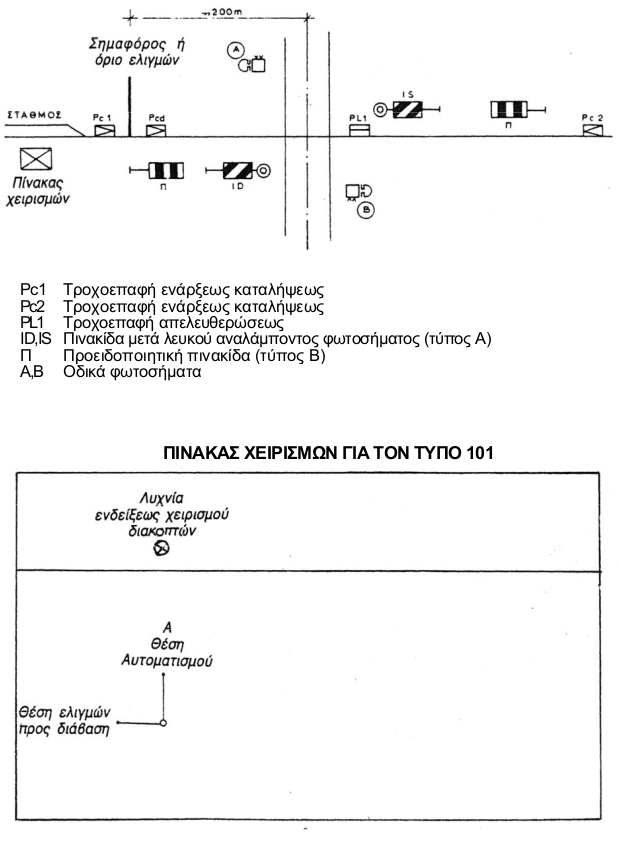 ~200m
Σημαφόρος ή
όριο ελιγμών
A
ΣΤΑΘΜΟΣ
Pc 1
Pcd
PL1
I S
Π
Pc 2
Πίνακας
χειρισμών
Π
I D
B
Pc1 Τροχοεπαφή ενάρξεως καταλήψεως
Pc2 Τροχοεπαφή ενάρξεως καταλήψεως
PL1 Τροχοεπαφή απελευθερώσεως
ID,IS Πινακίδα μετά λευκού αναλάμποντος φωτοσήματος (τύπος Α)
Π Προειδοποιητική πινακίδα (τύπος Β)
Α,Β Οδικά φωτοσήματα
ΠΙΝΑΚΑΣ ΧΕΙΡΙΣΜΩΝ ΓΙΑ ΤΟΝ ΤΥΠΟ 101
Λυχνία
ενδείξεως χειρισμού
διακοπτών
Α
Θέση
Αυτοματισμού
Θέση ελιγμών
προς διάβαση